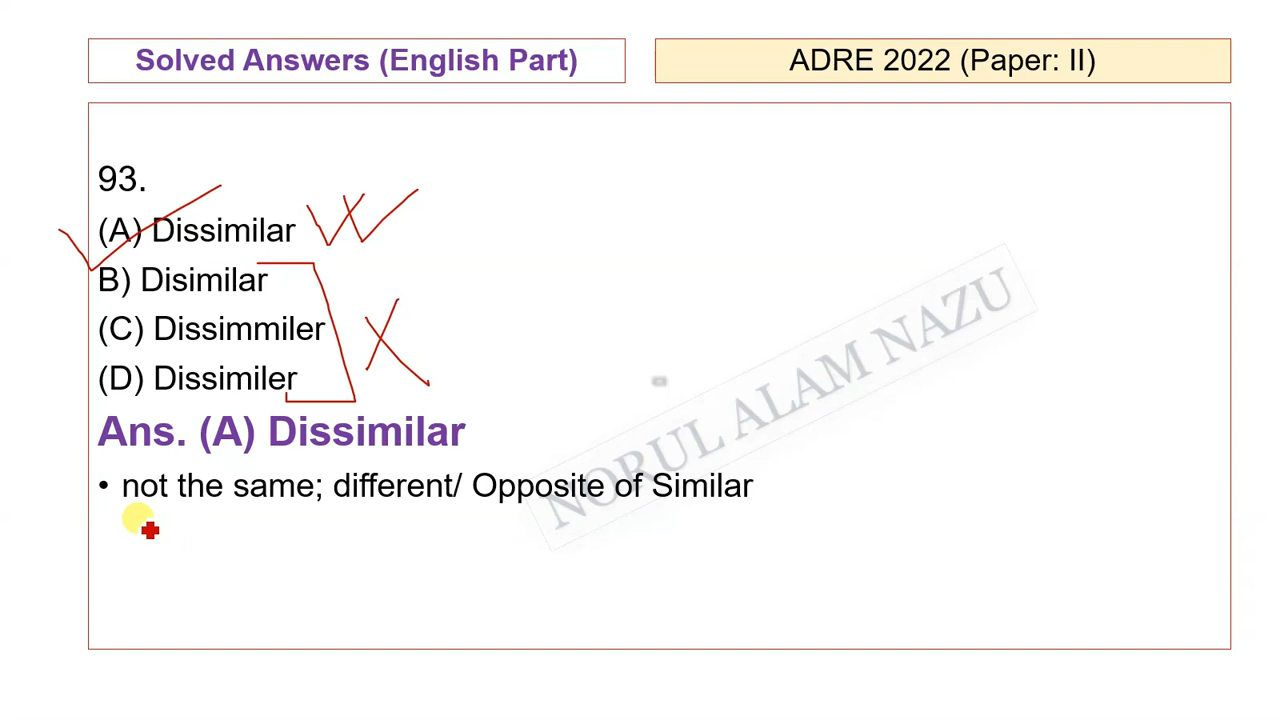 Solved Answers (English Part)
ADRE 2022 (Paper: II)
93.
(A) Dissimilar
B) Disimilar
(C) Dissimmiler
(D) Dissimiler
Ans. (A) Dissimilar
• not the same; different/ Opposite of Similar
NORUL ALAM NAZU